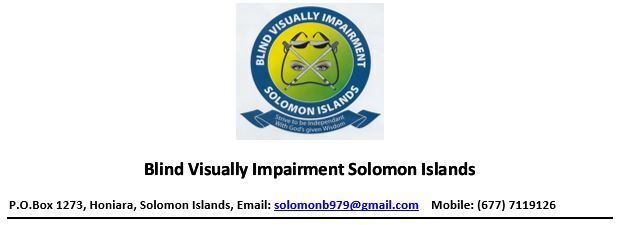 BLIND VISUALLY IMPAIRMENT
SOLOMON ISLANDS
Strive to be Independant
With God's given Wisdom
Blind Visually Impairment Solomon Islands
P.O.Box 1273, Honiara, Solomon Islands, Email: solomonb979@gmail.com Mobile: (677) 7119126